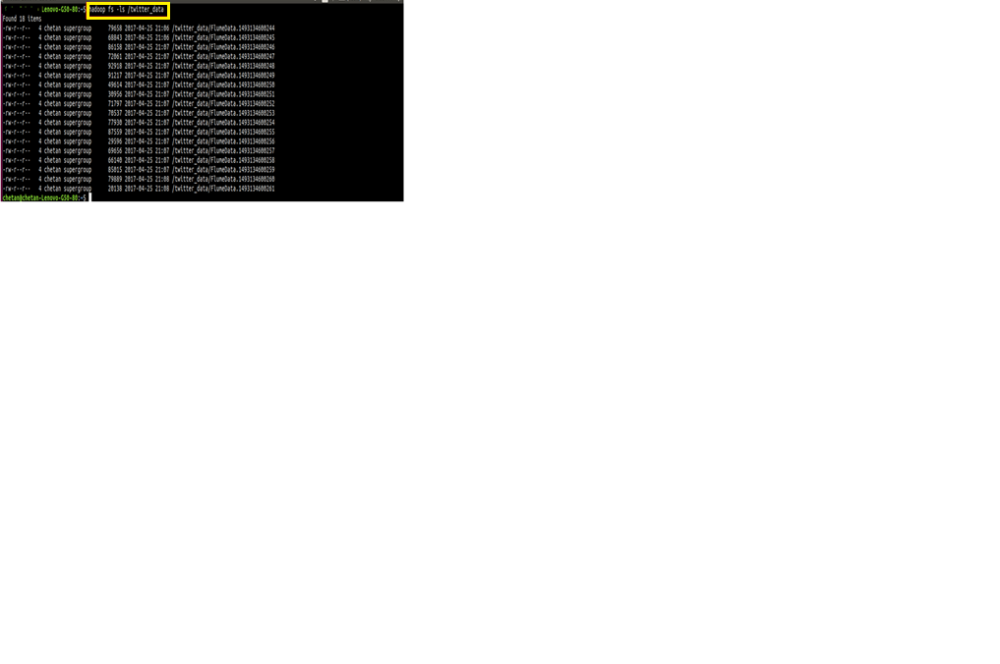 Lenovo-G50-80:~$ hadoop fs -ls /twitter_data
Found 18 items
-rw-r--r-- 4 chetan supergroup 79658 2017-04-25 21:06 /twitter_data/FlumeData.1493134600244
-rw-r--r-- 4 chetan supergroup 68843 2017-04-25 21:06 /twitter_data/FlumeData.1493134600245
-rw-r--r-- 4 chetan supergroup 86158 2017-04-25 21:07 /twitter_data/FlumeData.1493134600246
-rw-r--r-- 4 chetan supergroup 72061 2017-04-25 21:07 /twitter_data/FlumeData.1493134600247
-rw-r--r-- 4 chetan supergroup 92918 2017-04-25 21:07 /twitter_data/FlumeData.1493134600248
-rw-r--r-- 4 chetan supergroup 91217 2017-04-25 21:07 /twitter_data/FlumeData.1493134600249
-rw-r--r-- 4 chetan supergroup 49614 2017-04-25 21:07 /twitter_data/FlumeData.1493134600250
-rw-r--r-- 4 chetan supergroup 30956 2017-04-25 21:07 /twitter_data/FlumeData.1493134600251
-rw-r--r-- 4 chetan supergroup 71797 2017-04-25 21:07 /twitter_data/FlumeData.1493134600252
-rw-r--r-- 4 chetan supergroup 70537 2017-04-25 21:07 /twitter_data/FlumeData.1493134600253
-rw-r--r-- 4 chetan supergroup 77930 2017-04-25 21:07 /twitter_data/FlumeData.1493134600254
-rw-r--r-- 4 chetan supergroup 87559 2017-04-25 21:07 /twitter_data/FlumeData.1493134600255
-rw-r--r-- 4 chetan supergroup 29596 2017-04-25 21:07 /twitter_data/FlumeData.1493134600256
-rw-r--r-- 4 chetan supergroup 69656 2017-04-25 21:07 /twitter_data/FlumeData.1493134600257
-rw-r--r-- 4 chetan supergroup 66140 2017-04-25 21:07 /twitter_data/FlumeData.1493134600258
-rw-r--r-- 4 chetan supergroup 85015 2017-04-25 21:07 /twitter_data/FlumeData.1493134600259
-rw-r--r-- 4 chetan supergroup 79889 2017-04-25 21:08 /twitter_data/FlumeData.1493134600260
-rw-r--r-- 4 chetan supergroup 20138 2017-04-25 21:08 /twitter_data/FlumeData.1493134600261
chetan@chetan-Lenovo-G50-80:~$